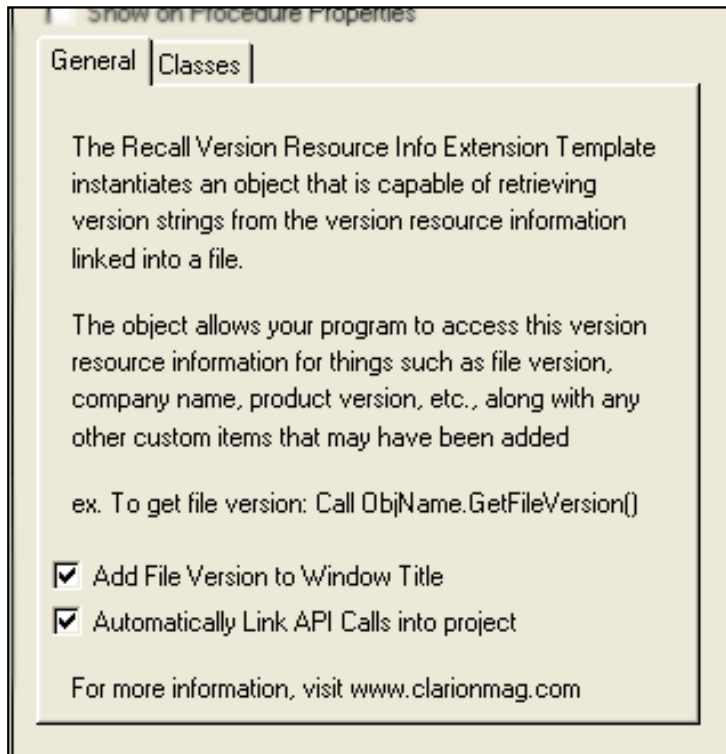 Show on Procedure Properties
General Classes
The Recall Version Resource Info Extension Template
instantiates an object that is capable of retrieving
version strings from the version resource information
linked into a file.
The object allows your program to access this version
resource information for things such as file version,
company name, product version, etc., along with any
other custom items that may have been added
ex. To get file version: Call ObjName.GetFileVersion()
Add File Version to Window Title
Automatically Link API Calls into project
For more information, visit www.clarionmag.com